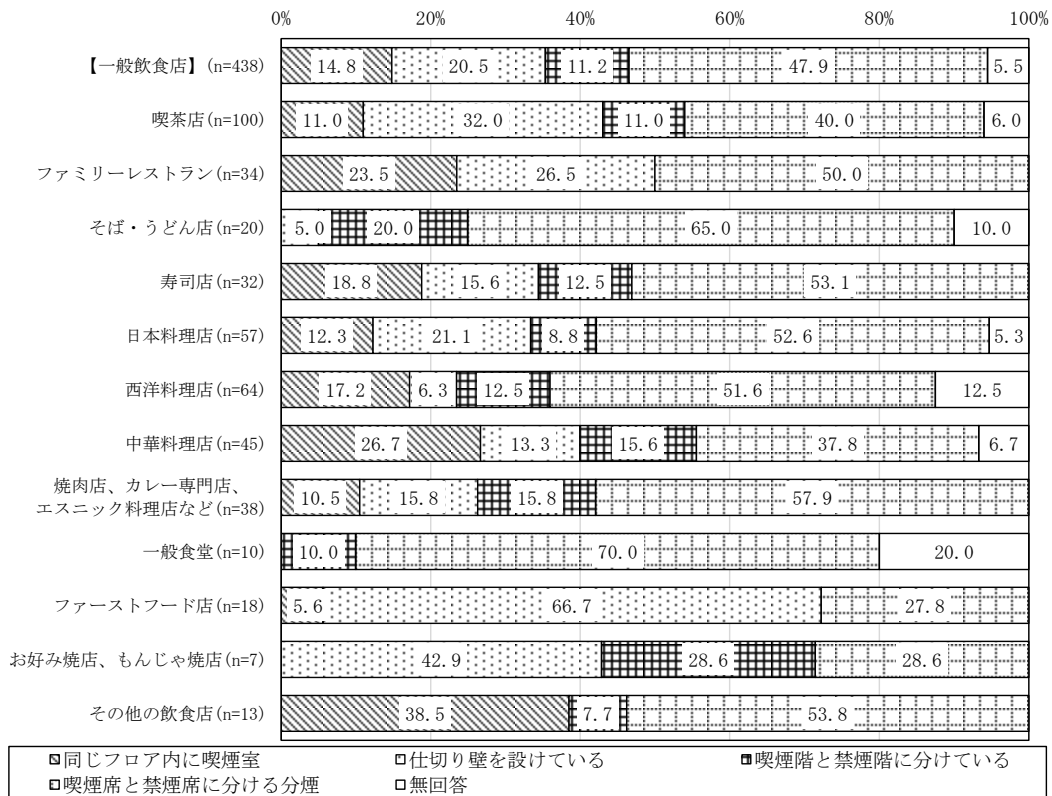 0% 20% 40% 60% 80% 100%
【一般飲食店】(n=438) 14.8 20.5 11.2 47.9 5.5
喫茶店(n=100) 11.0 32.0 11.0 40.0 6.0
ファミリーレストラン(n=34) 23.5 26.5 50.0
そば・うどん店(n=20) 5.0 20.0 65.0 10.0
寿司店(n=32) 18.8 15.6 12.5 53.1
日本料理店(n=57) 12.3 21.1 8.8 52.6 5.3
西洋料理店(n=64) 17.2 6.3 12.5 51.6 12.5
中華料理店(n=45) 26.7 13.3 15.6 37.8 6.7
焼肉店、カレー専門店、
エスニック料理店など(n=38) 10.5 15.8 15.8 57.9
一般食堂(n=10) 10.0 70.0 20.0
ファーストフード店(n=18) 5.6 66.7 27.8
お好み焼店、もんじゃ焼店(n=7) 42.9 28.6 28.6
その他の飲食店(n=13) 38.5 7.7 53.8
同じフロア内に喫煙室 仕切り壁を設けている 喫煙階と禁煙階に分けている
喫煙席と禁煙席に分ける分煙 無回答